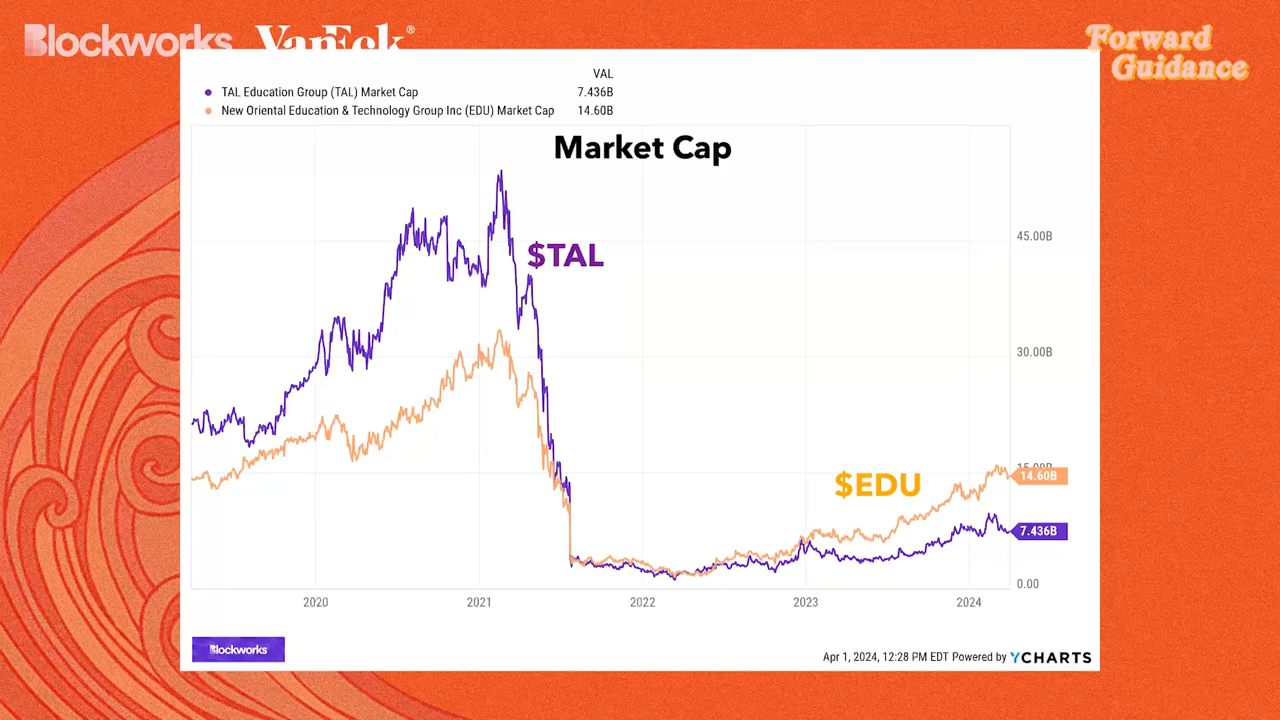 Blockworks
VanEck®
Forward
Guidance
VAL
TAL Education Group (TAL) Market Cap 7.436B
New Oriental Education & Technology Group Inc (EDU) Market Cap 14.60B
Market Cap
$TAL
45.00B
30.00B
$EDU
15.00B
14.60B
7.436B
0.00
2020 2021 2022 2023 2024
Blockworks
Apr 1, 2024, 12:28 PM EDT Powered by YCHARTS